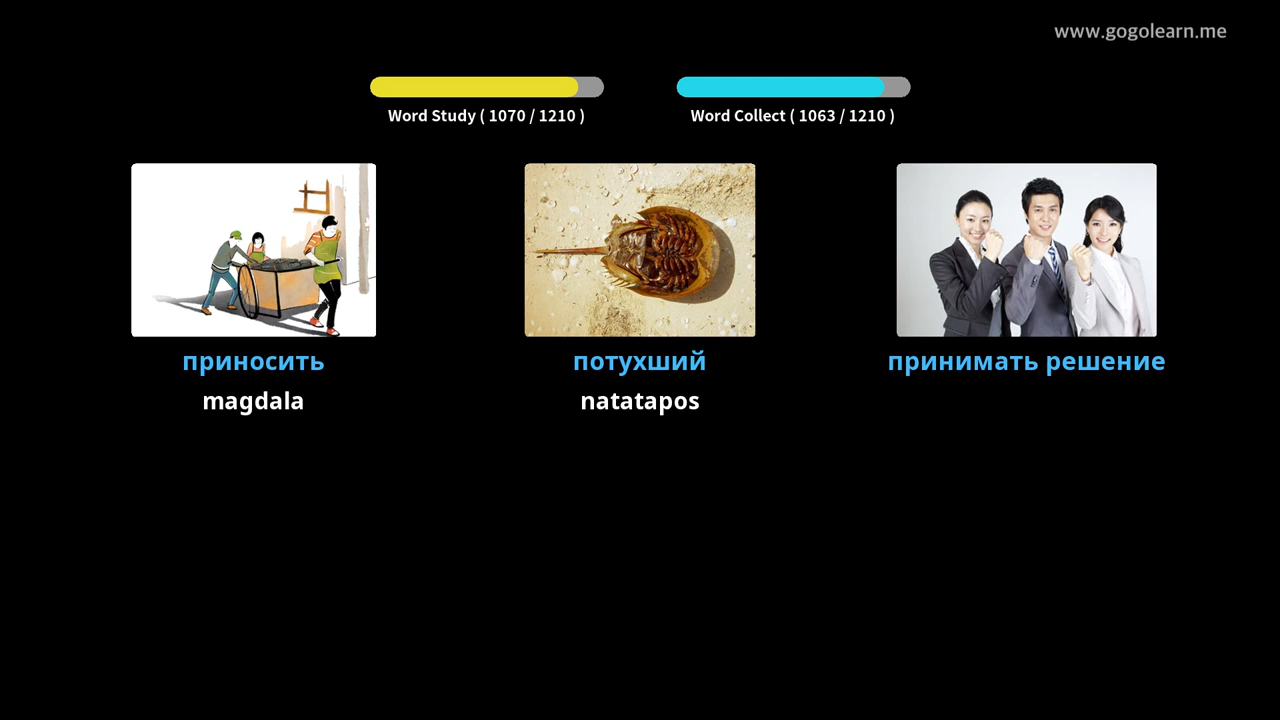 www.gogolearn.me
Word Study ( 1070 / 1210 )
Word Collect ( 1063 / 1210 )
приносить
magdala
потухший
natatapos
принимать решение